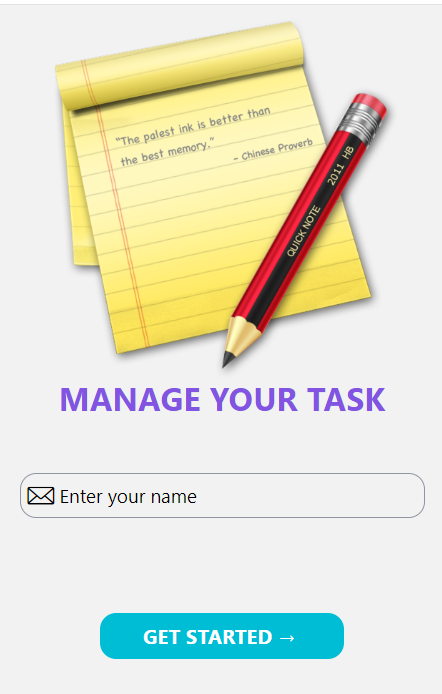 “The palest ink is better than
the best memory.”
– Chinese Proverb
QUICK NOTE 2011 HB
MANAGE YOUR TASK
Enter your name
GET STARTED →